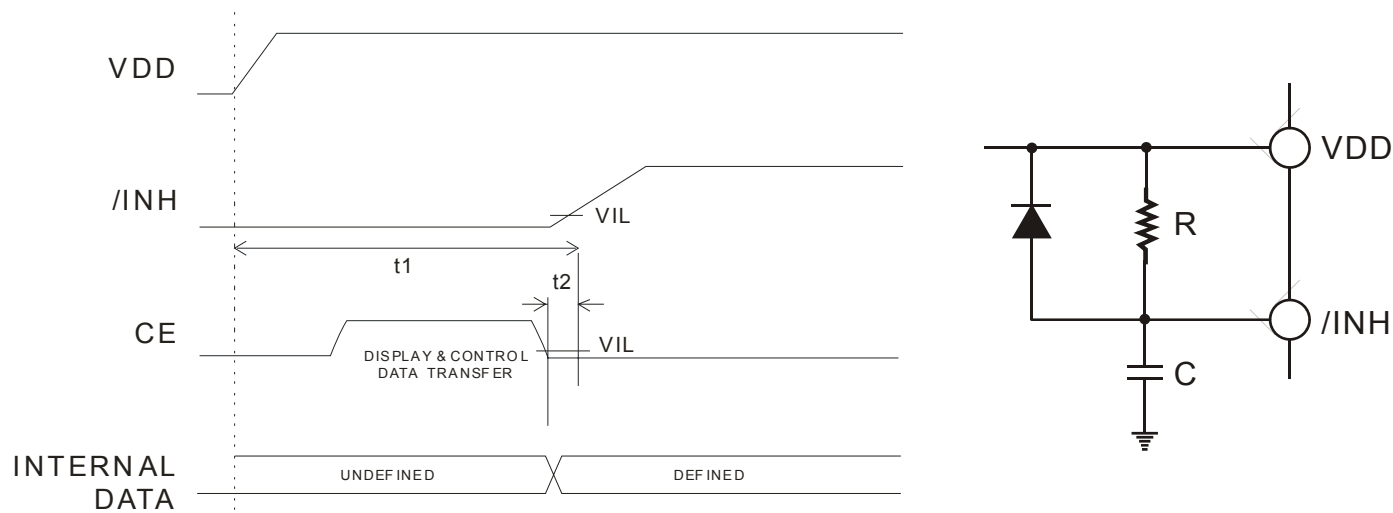 VDD
/INH
VIL
t1
t2
CE
VIL
DISPLAY & CONTROL
DATA TRANSFER
INTERNAL
DATA
UNDEFINED
DEFINED
VDD
R
/INH
C